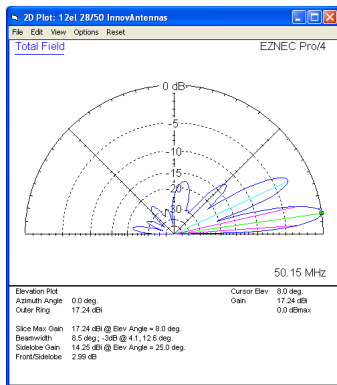 2D Plot: 12el 28/50 InnovAntennas
File Edit View Options Reset
Total Field EZNEC Pro/4
0 dB
-5
-10
-15
-20
-30
50.15 MHz
Elevation Plot Cursor Elev 8.0 deg.
Azimuth Angle 0.0 deg. Gain 17.24 dBi
Outer Ring 17.24 dBi 0.0 dBmax
Slice Max Gain 17.24 dBi @ Elev Angle = 8.0 deg.
Beamwidth 8.5 deg.; -3dB @ 4.1, 12.6 deg.
Sidelobe Gain 14.25 dBi @ Elev Angle = 25.0 deg.
Front/Sidelobe 2.99 dB